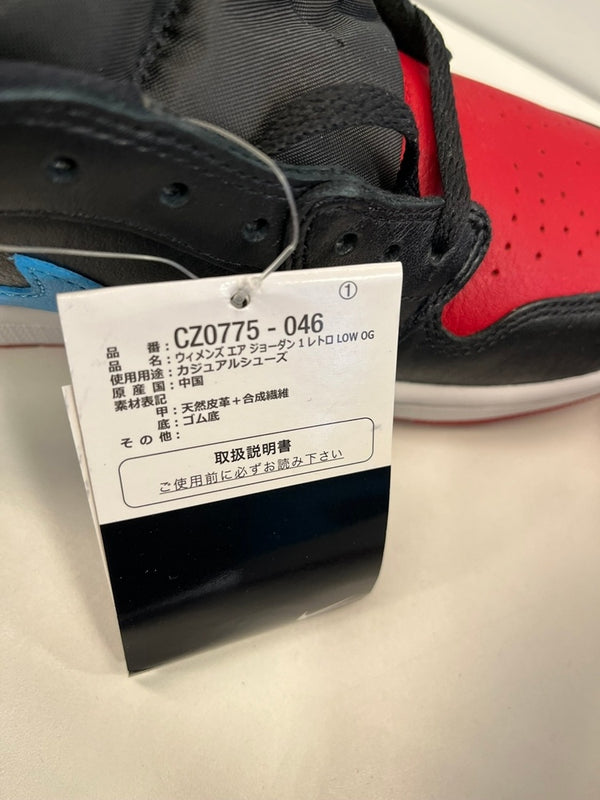 ①
品番：CZ0775 - 046
品名：ウィメンズ エア ジョーダン 1 レトロ LOW OG
使用用途：カジュアルシューズ
原産国：中国
素材表記
甲：天然皮革＋合成繊維
底：ゴム底
その他：
取扱説明書
ご使用前に必ずお読み下さい